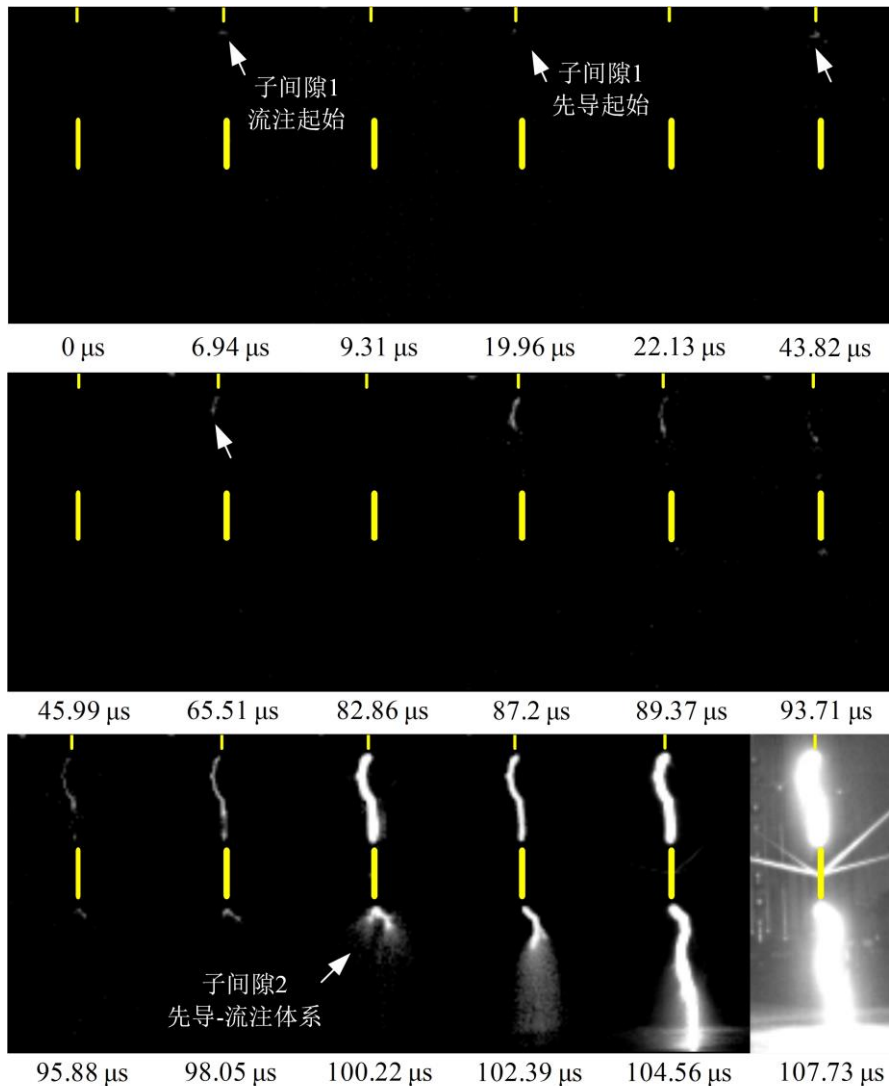 子间隙1
流注起始
子间隙1
先导起始
0 μs
6.94 μs
9.31 μs
19.96 μs
22.13 μs
43.82 μs
45.99 μs
65.51 μs
82.86 μs
87.2 μs
89.37 μs
93.71 μs
子间隙2
先导-流注体系
95.88 μs
98.05 μs
100.22 μs
102.39 μs
104.56 μs
107.73 μs